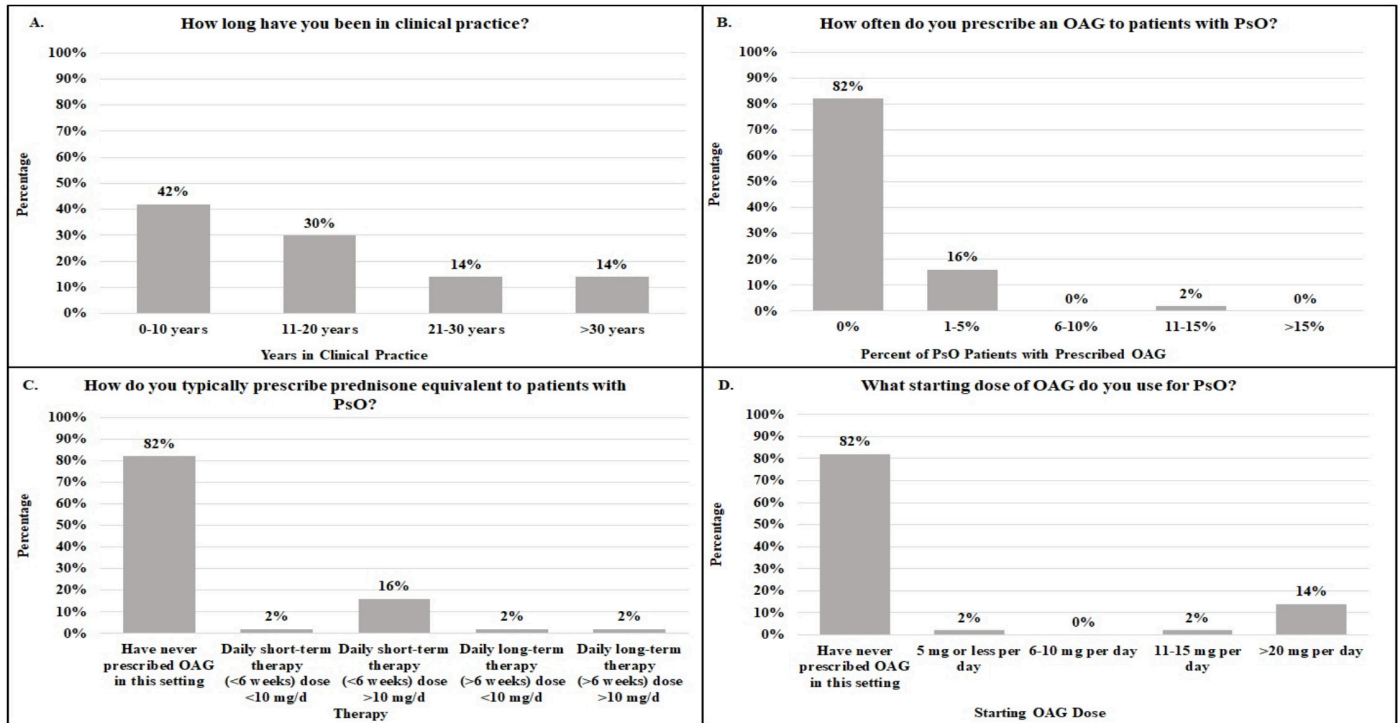 A.
How long have you been in clinical practice?
100%
90%
80%
70%
60%
50%
40%
30%
20%
10%
0%
Percentage
42%
30%
14%
14%
0-10 years
11-20 years
21-30 years
>30 years
Years in Clinical Practice
B.
How often do you prescribe an OAG to patients with PsO?
100%
90%
80%
70%
60%
50%
40%
30%
20%
10%
0%
Percentage
82%
16%
0%
2%
0%
0%
1-5%
6-10%
11-15%
>15%
Percent of PsO Patients with Prescribed OAG
C.
How do you typically prescribe prednisone equivalent to patients with
PsO?
100%
90%
80%
70%
60%
50%
40%
30%
20%
10%
0%
Percentage
82%
2%
16%
2%
2%
Have never
prescribed OAG
in this setting
Daily short-term
therapy
(<6 weeks) dose
<10 mg/d
Daily short-term
therapy
(<6 weeks) dose
>10 mg/d
Daily long-term
therapy
(>6 weeks) dose
<10 mg/d
Daily long-term
therapy
(>6 weeks) dose
>10 mg/d
Therapy
D.
What starting dose of OAG do you use for PsO?
100%
90%
80%
70%
60%
50%
40%
30%
20%
10%
0%
Percentage
82%
2%
0%
2%
14%
Have never
prescribed OAG
in this setting
5 mg or less per
day
6-10 mg per day
11-15 mg per
day
>20 mg per day
Starting OAG Dose